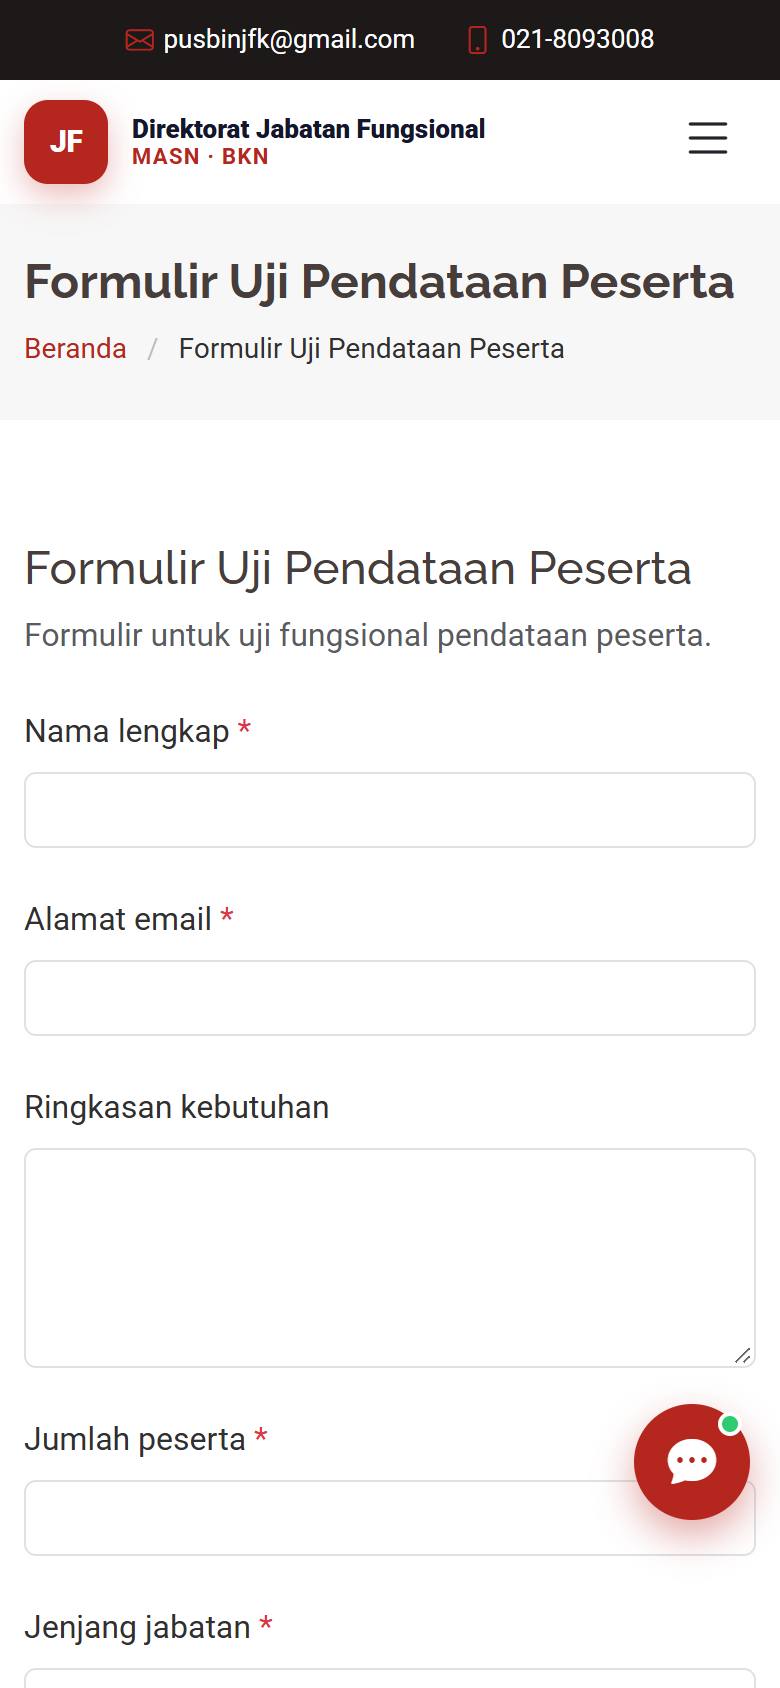 pusbinjfk@gmail.com 021-8093008
JF
Direktorat Jabatan Fungsional
MASN · BKN
Formulir Uji Pendataan Peserta
Beranda / Formulir Uji Pendataan Peserta
Formulir Uji Pendataan Peserta
Formulir untuk uji fungsional pendataan peserta.
Nama lengkap *
Alamat email *
Ringkasan kebutuhan
Jumlah peserta *
Jenjang jabatan *